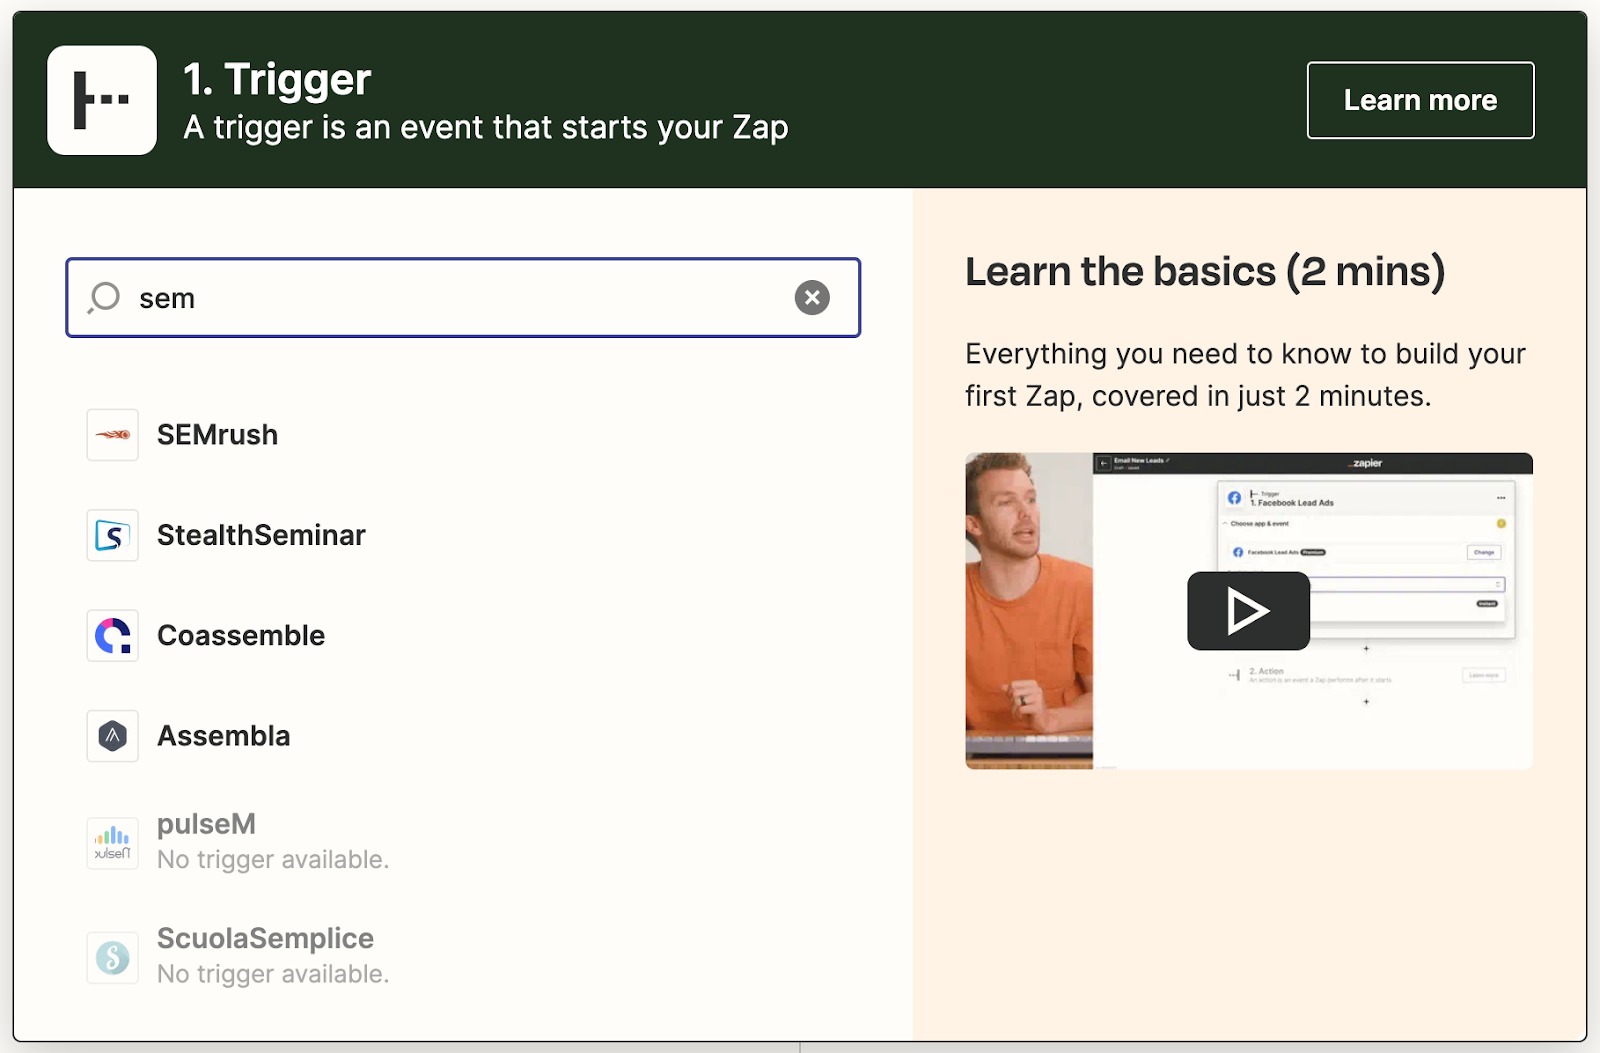 1. Trigger
A trigger is an event that starts your Zap
Learn more
sem
SEMrush
StealthSeminar
Coassemble
Assembla
pulseM
No trigger available.
ScuolaSemplice
No trigger available.
Learn the basics (2 mins)
Everything you need to know to build your
first Zap, covered in just 2 minutes.
Email New Leads
zapier
Trigger
1. Facebook Lead Ads
Choose app & event
Facebook Lead Ads Premium
Change
Instant
2. Action
An action is an event a Zap performs after it starts
Learn more